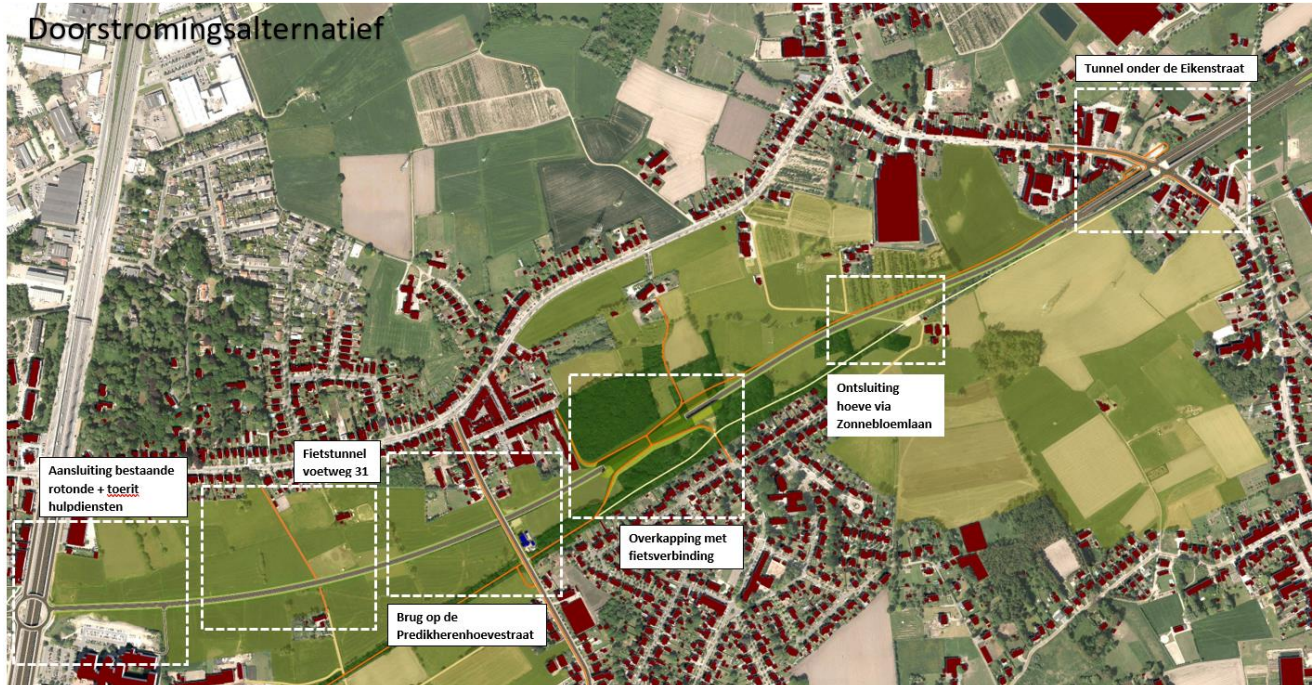 Doorstromingsalternatief
Tunnel onder de Eikenstraat
Ontsluiting
hoeve via
Zonnebloemlaan
Fietstunnel
voetweg 31
Aansluiting bestaande
rotonde + toerit
hulpdiensten
Overkapping met
fietsverbinding
Brug op de
Predikherenhoevestraat